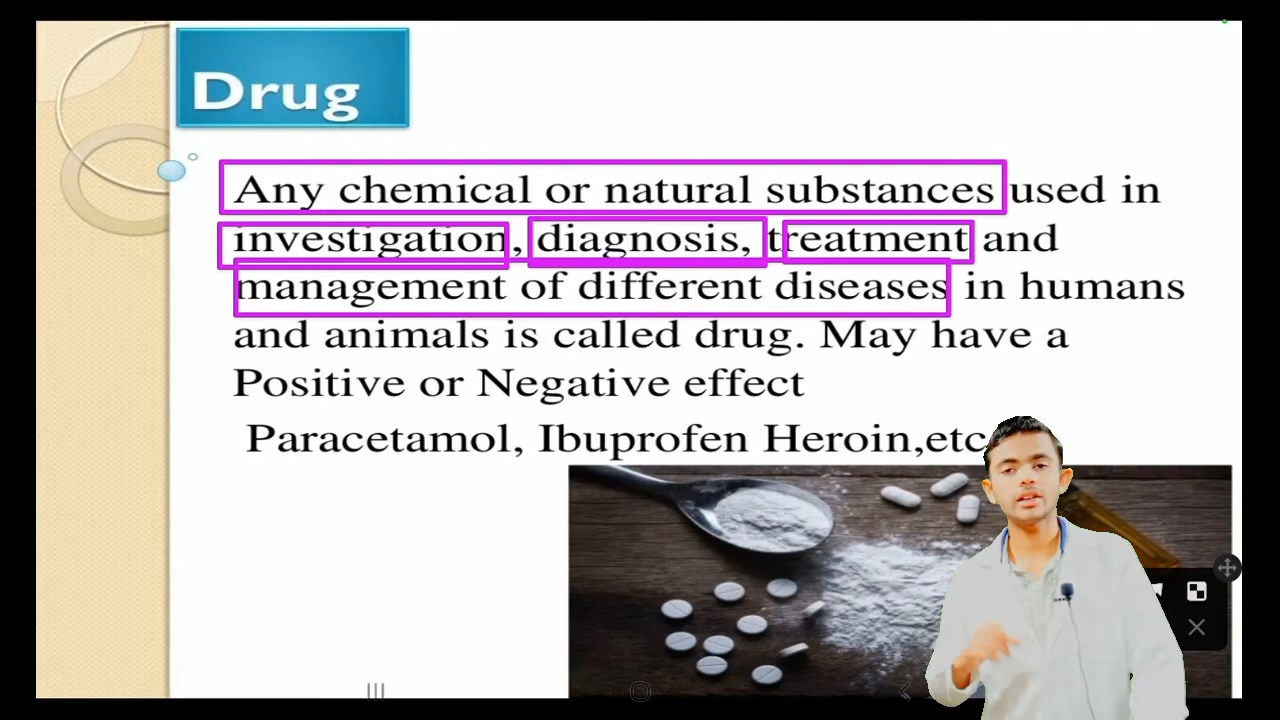 Drug
Any chemical or natural substances used in
investigation, diagnosis, treatment and
management of different diseases in humans
and animals is called drug. May have a
Positive or Negative effect
Paracetamol, Ibuprofen Heroin,etc